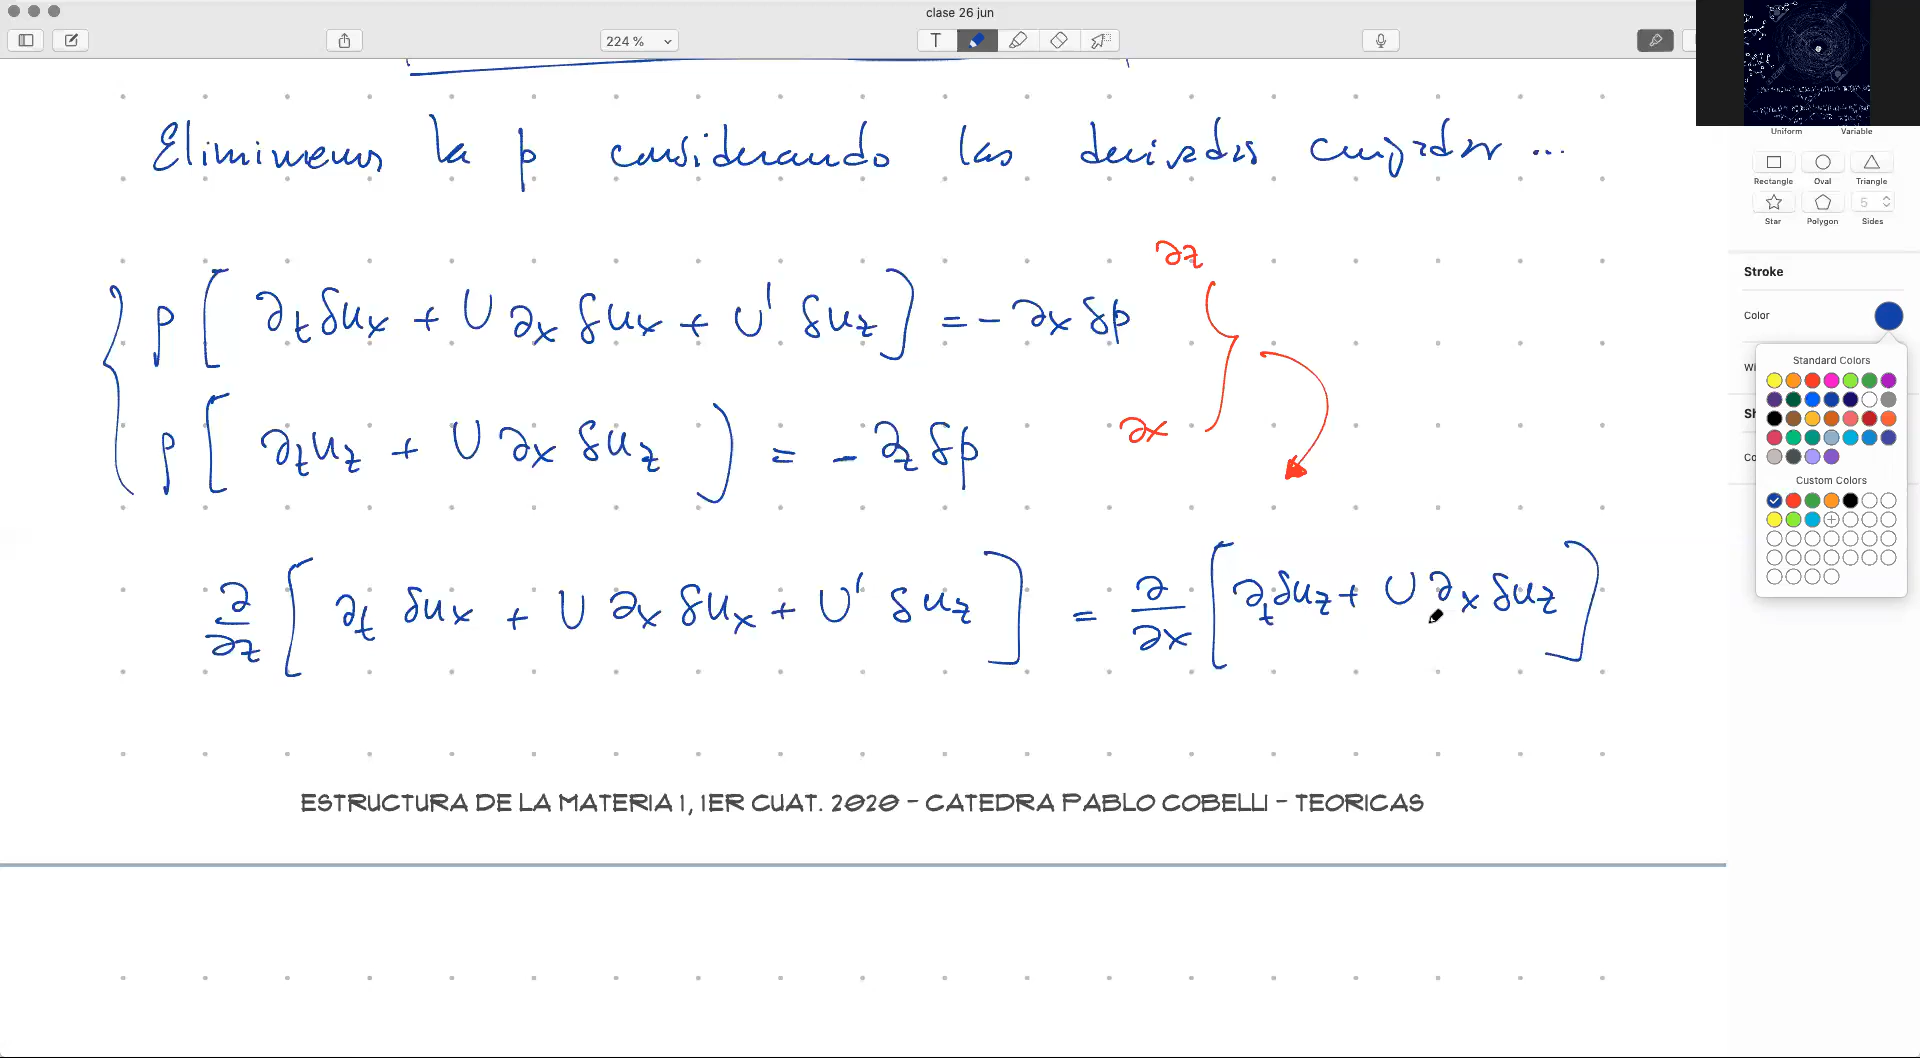 clase 26 jun
224 %
T
Uniform Variable
Eliminemos la p considerando las derivadas cruzadas ...
Rectangle Oval Triangle
5
Star Polygon Sides
∂z
Stroke
ρ [ ∂t δux + U ∂x δux + U' δuz ] = - ∂x δp
Color
Standard Colors
∂x
ρ [ ∂t uz + U ∂x δuz ] = - ∂z δp
Custom Colors
∂/∂z [ ∂t δux + U ∂x δux + U' δuz ] = ∂/∂x [ ∂t δuz + U ∂x δuz ]
ESTRUCTURA DE LA MATERIA 1, 1ER CUAT. 2020 - CATEDRA PABLO COBELLI - TEORICAS